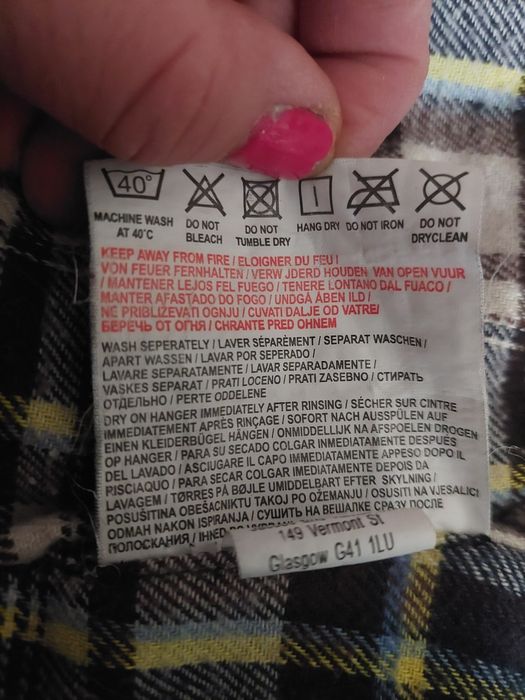 40°
MACHINE WASH AT 40°C
DO NOT BLEACH
DO NOT TUMBLE DRY
HANG DRY
DO NOT IRON
DO NOT DRYCLEAN
KEEP AWAY FROM FIRE / ELOIGNER DU FEU /
VON FEUER FERNHALTEN / VERW JDERD HOUDEN VAN OPEN VUUR
/ MANTENER LEJOS FEL FUEGO / TENERE LONTANO DAL FUACO /
MANTER AFASTADO DO FOGO / UNDGÅ ÅBEN ILD /
NE PRIBLIŽEVATI OGNJU / CUVATI DALJE OD VATRE/
БЕРЕЧЬ ОТ ОГНЯ / CHRANTE PRED OHNEM
WASH SEPERATELY / LAVER SÉPARÉMENT / SEPARAT WASCHEN /
APART WASSEN / LAVAR POR SEPERADO /
LAVARE SEPARATAMENTE / LAVAR SEPARADAMENTE /
VASKES SEPARAT / PRATI LOCENO / PRATI ZASEBNO / СТИРАТЬ
ОТДЕЛЬНО / PERTE ODDELENE
DRY ON HANGER IMMEDIATELY AFTER RINSING / SÉCHER SUR CINTRE
IMMEDIATEMENT APRÈS RINÇAGE / SOFORT NACH AUSSPÜLEN AUF
EINEN KLEIDERBÜGEL HÄNGEN / ONMIDDELLIJK NA AFSPOELEN DROGEN
OP HANGER / PARA SU SECADO COLGAR INMEDIATAMENTE DESPUÉS
DEL LAVADO / ASCIUGARE IL CAPO IMMEDIATAMENTE APPESO DOPO IL
PISCIAQUO / PARA SECAR COLGAR IMEDIATAMENTE DEPOIS DA
LAVAGEM / TØRRES PÅ BØJLE UMIDDELBART EFTER SKYLNING /
POSUŠITINA OBEŠACNIKTU TAKOJ PO OŽEMANJU / OSUSITI NA VJESALICI
ODMAH NAKON ISPIRANJA / СУШИТЬ НА ВЕШАЛКЕ СРАЗУ ПОСЛЕ
ПОЛОСКАНИЯ / IHNED
149 Vermont St
Glasgow G41 1LU